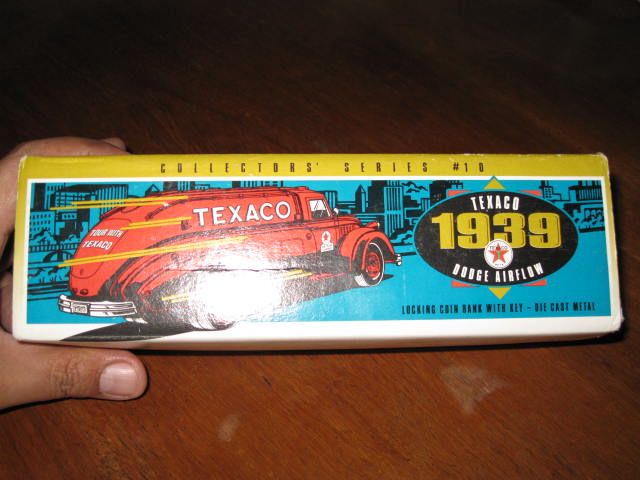 COLLECTORS' SERIES #10
TEXACO
TOUR WITH
TEXACO
TEXACO
1939
DODGE AIRFLOW
LOCKING COIN BANK WITH KEY - DIE CAST METAL